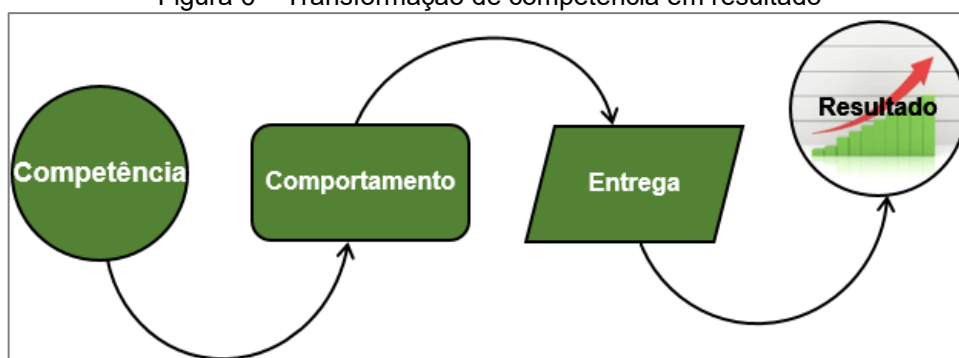 Transformação de competência em resultado
Competência
Comportamento
Entrega
Resultado